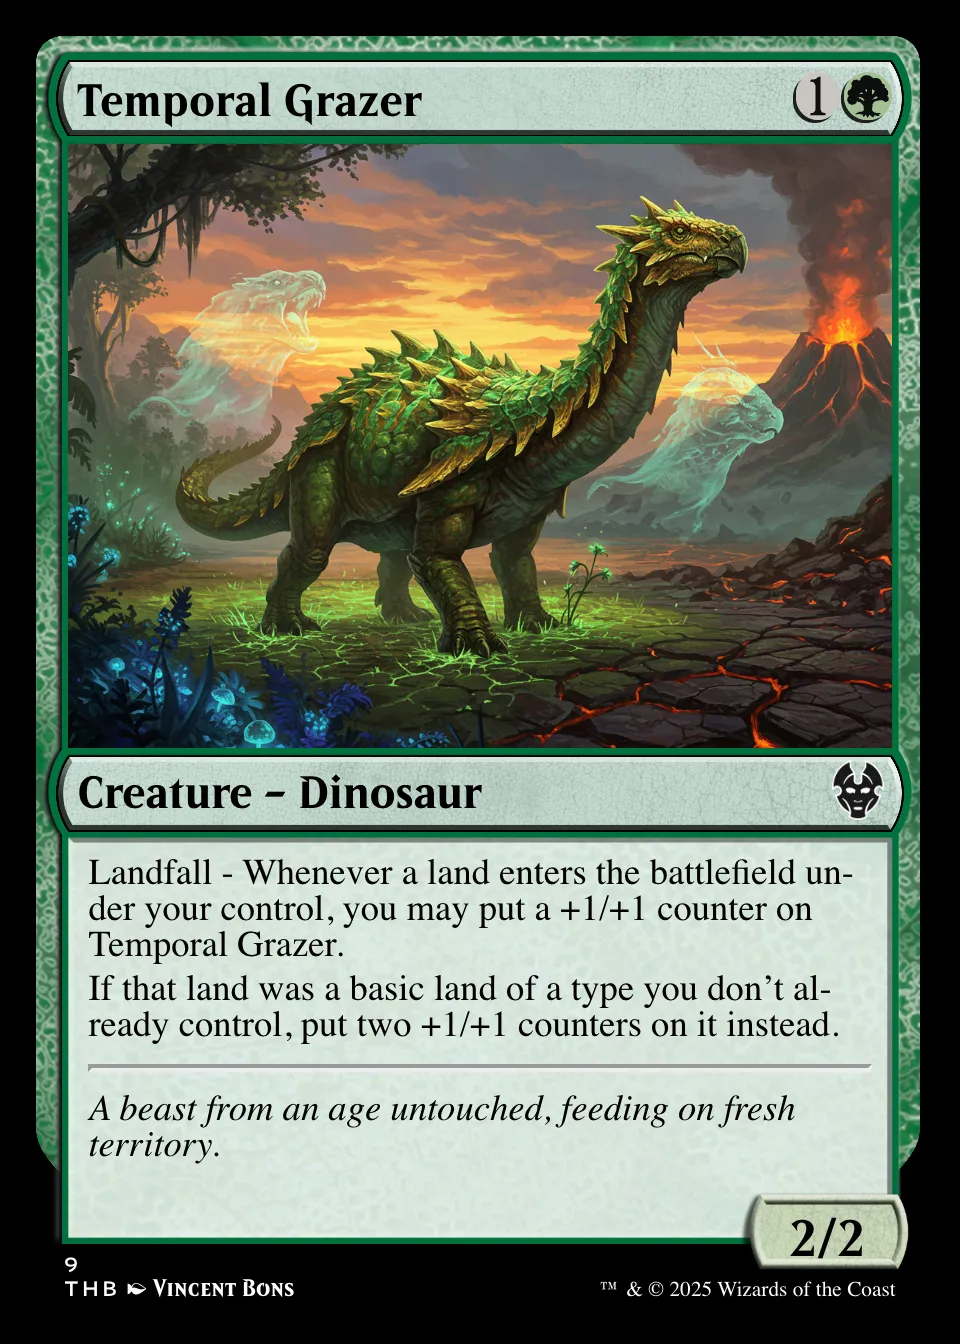 Temporal Grazer 1
Creature – Dinosaur
Landfall - Whenever a land enters the battlefield un-
der your control, you may put a +1/+1 counter on
Temporal Grazer.
If that land was a basic land of a type you don’t al-
ready control, put two +1/+1 counters on it instead.
A beast from an age untouched, feeding on fresh
territory.
2/2
9
THB Vincent Bons
™ & © 2025 Wizards of the Coast